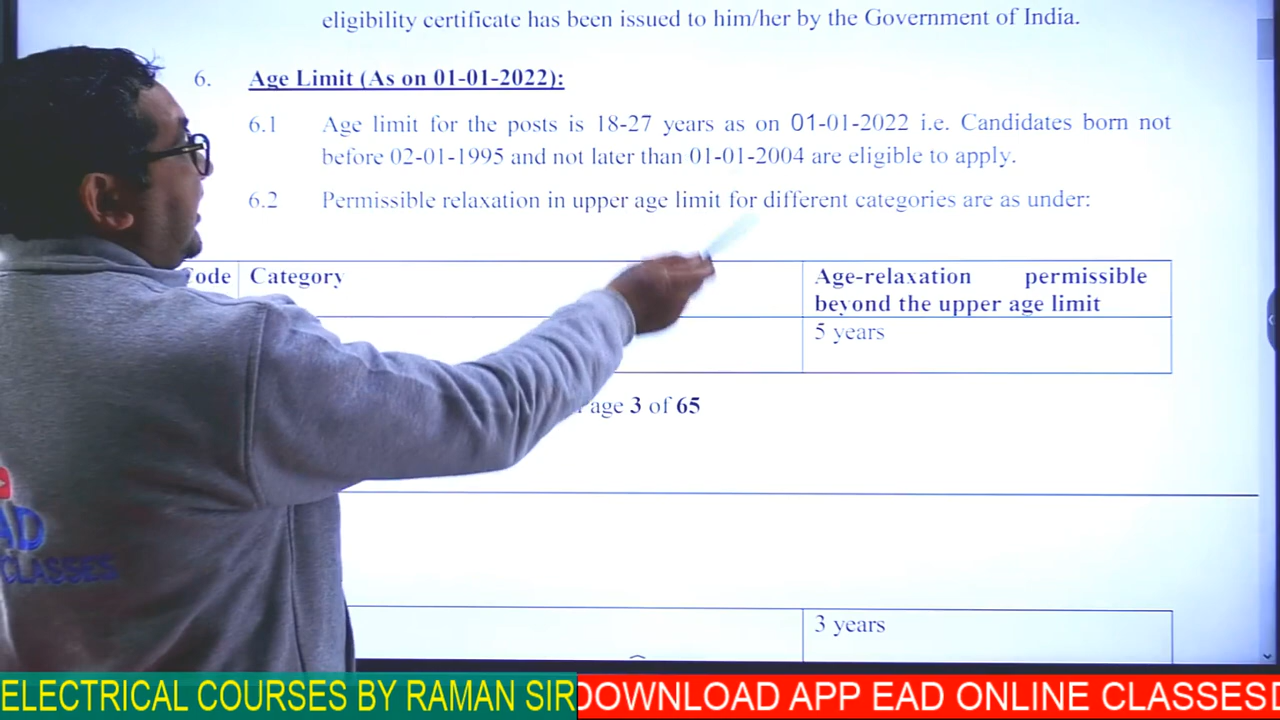 eligibility certificate has been issued to him/her by the Government of India.
6. Age Limit (As on 01-01-2022):
6.1 Age limit for the posts is 18-27 years as on 01-01-2022 i.e. Candidates born not
before 02-01-1995 and not later than 01-01-2004 are eligible to apply.
6.2 Permissible relaxation in upper age limit for different categories are as under:
Code Category Age-relaxation permissible
beyond the upper age limit
5 years
Page 3 of 65
AD
CLASSES
3 years
ELECTRICAL COURSES BY RAMAN SIR DOWNLOAD APP EAD ONLINE CLASSES